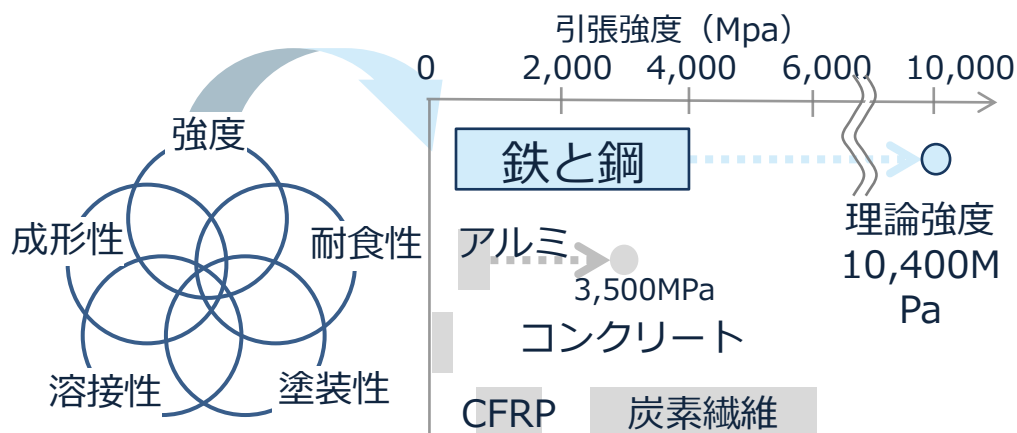 引張強度（Mpa）
0 2,000 4,000 6,000 10,000
強度
成形性
耐食性
溶接性
塗装性
鉄と鋼
理論強度
10,400M
Pa
アルミ
3,500MPa
コンクリート
CFRP
炭素繊維